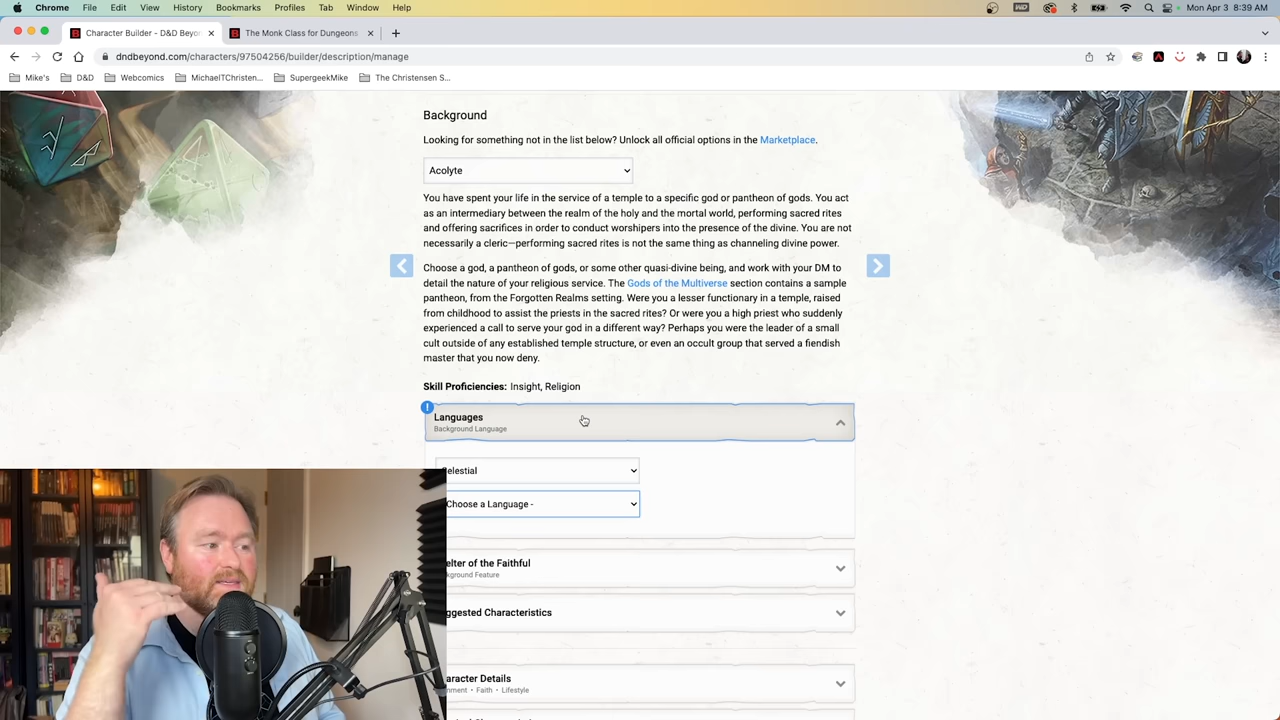 Chrome File Edit View History Bookmarks Profiles Tab Window Help Mon Apr 3 8:39 AM
Character Builder - D&D Beyon The Monk Class for Dungeons
dndbeyond.com/characters/97504256/builder/description/manage
Mike's D&D Webcomics MichaelTChristen... SupergeekMike The Christensen S...
Background
Looking for something not in the list below? Unlock all official options in the Marketplace.
Acolyte
You have spent your life in the service of a temple to a specific god or pantheon of gods. You act
as an intermediary between the realm of the holy and the mortal world, performing sacred rites
and offering sacrifices in order to conduct worshipers into the presence of the divine. You are not
necessarily a cleric—performing sacred rites is not the same thing as channeling divine power.
Choose a god, a pantheon of gods, or some other quasi-divine being, and work with your DM to
detail the nature of your religious service. The Gods of the Multiverse section contains a sample
pantheon, from the Forgotten Realms setting. Were you a lesser functionary in a temple, raised
from childhood to assist the priests in the sacred rites? Or were you a high priest who suddenly
experienced a call to serve your god in a different way? Perhaps you were the leader of a small
cult outside of any established temple structure, or even an occult group that served a fiendish
master that you now deny.
Skill Proficiencies: Insight, Religion
!
Languages
Background Language
elestial
Choose a Language -
elter of the Faithful
kground Feature
ggested Characteristics
aracter Details
nment • Faith • Lifestyle